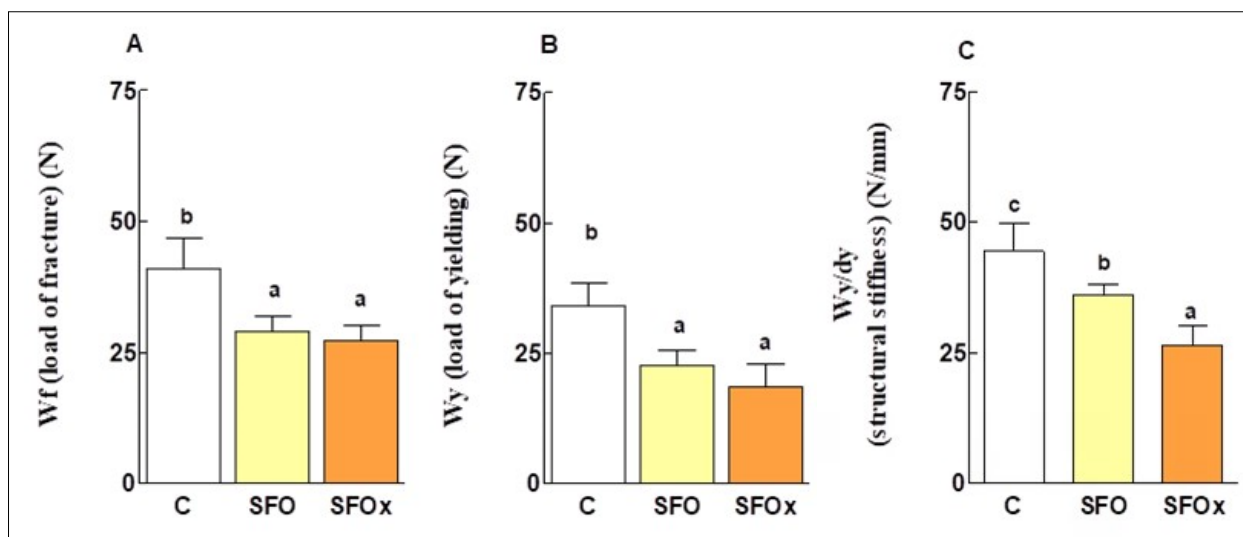 A
Wf (load of fracture) (N)
75
50
25
0
b
a
a
C
SFO
SFOx
B
Wy (load of yielding) (N)
75
50
25
0
b
a
a
C
SFO
SFOx
C
Wy/dy
(structural stiffness) (N/mm)
75
50
25
0
c
b
a
C
SFO
SFOx